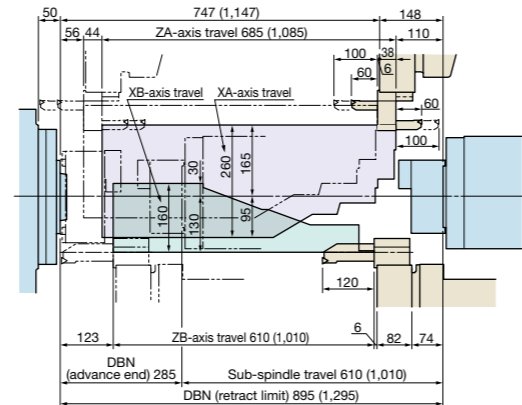 50
747 (1,147)
148
56
44
ZA-axis travel 685 (1,085)
110
38
100
6
60
XB-axis travel
XA-axis travel
60
100
30
260
165
160
130
95
120
6
123
ZB-axis travel 610 (1,010)
82
74
DBN
(advance end) 285
Sub-spindle travel 610 (1,010)
DBN (retract limit) 895 (1,295)